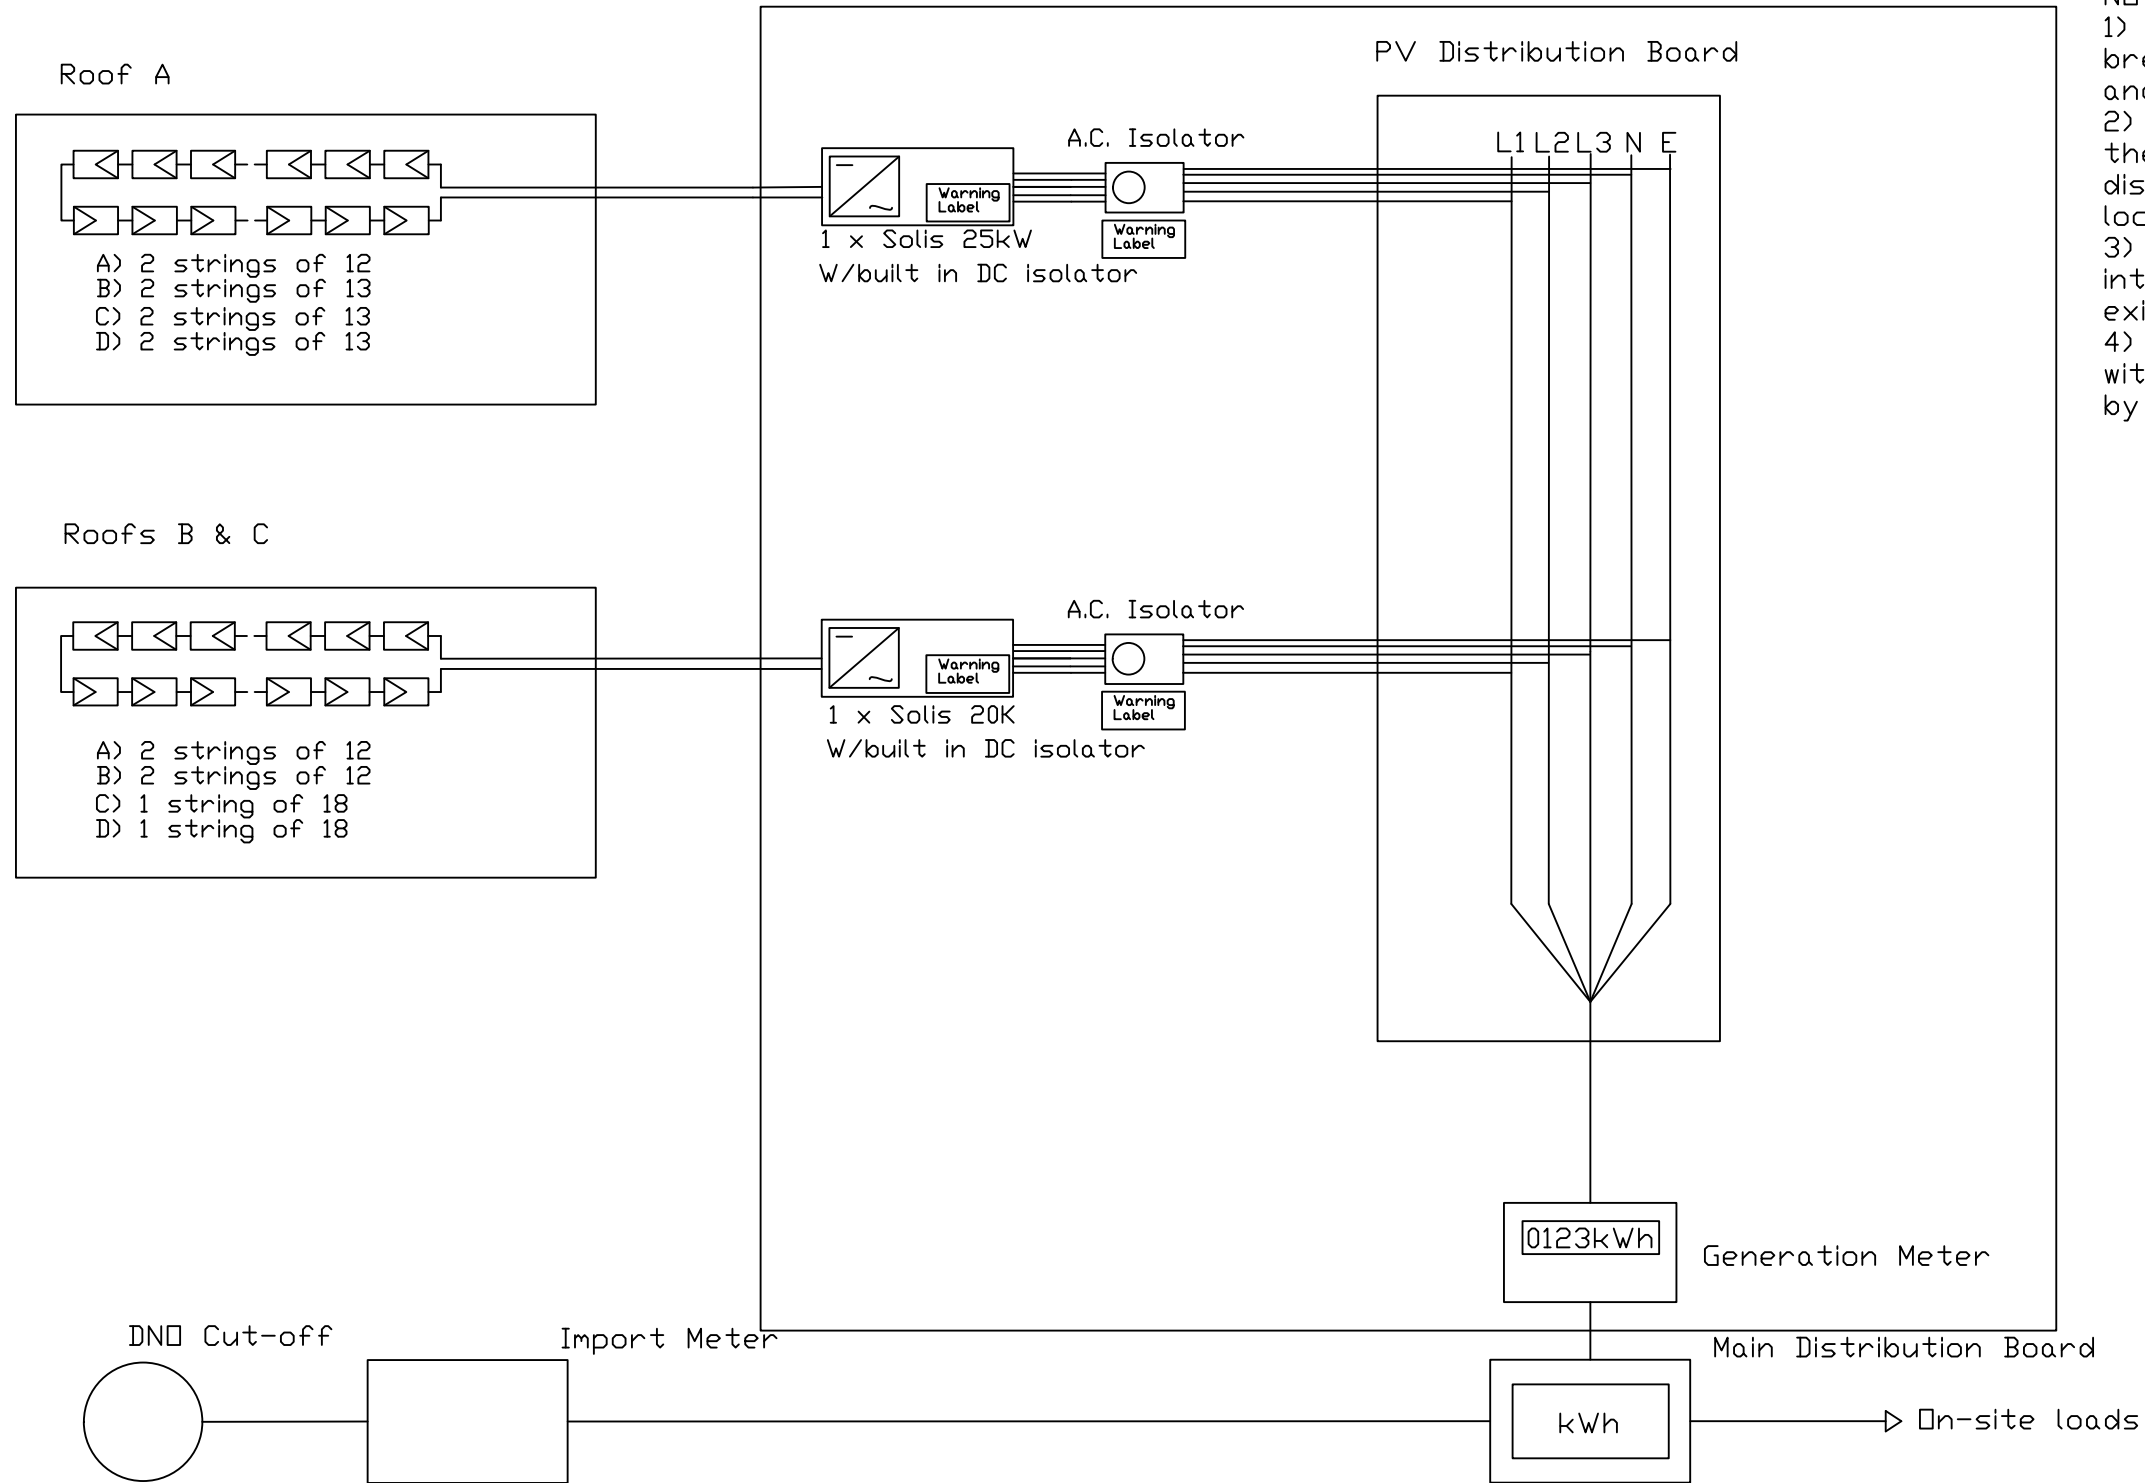 Roof A
A) 2 strings of 12
B) 2 strings of 13
C) 2 strings of 13
D) 2 strings of 13
Roofs B & C
A) 2 strings of 12
B) 2 strings of 12
C) 1 string of 18
D) 1 string of 18
PV Distribution Board
L1 L2 L3 N E
A.C. Isolator
Warning
Label
Warning
Label
1 x Solis 25kW
W/built in DC isolator
A.C. Isolator
Warning
Label
Warning
Label
1 x Solis 20K
W/built in DC isolator
0123kWh
Generation Meter
DNO Cut-off
Import Meter
Main Distribution Board
kWh
On-site loads
1)
2)
3)
4)
by